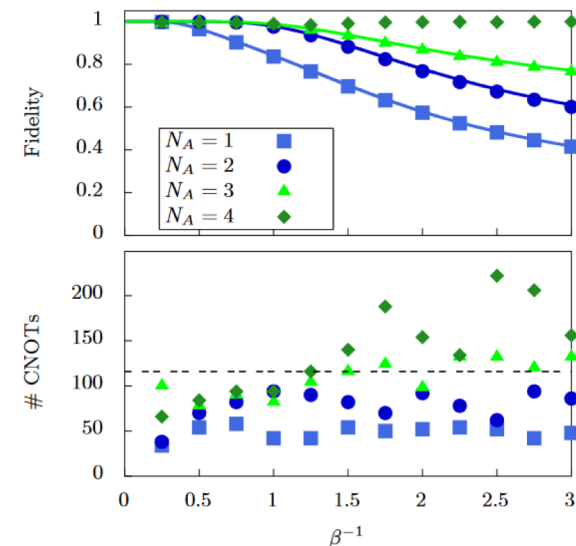 1
0.8
0.6
0.4
0.2
0
Fidelity
N_A = 1
N_A = 2
N_A = 3
N_A = 4
200
150
100
50
0
# CNOTs
0 0.5 1 1.5 2 2.5 3
β⁻¹